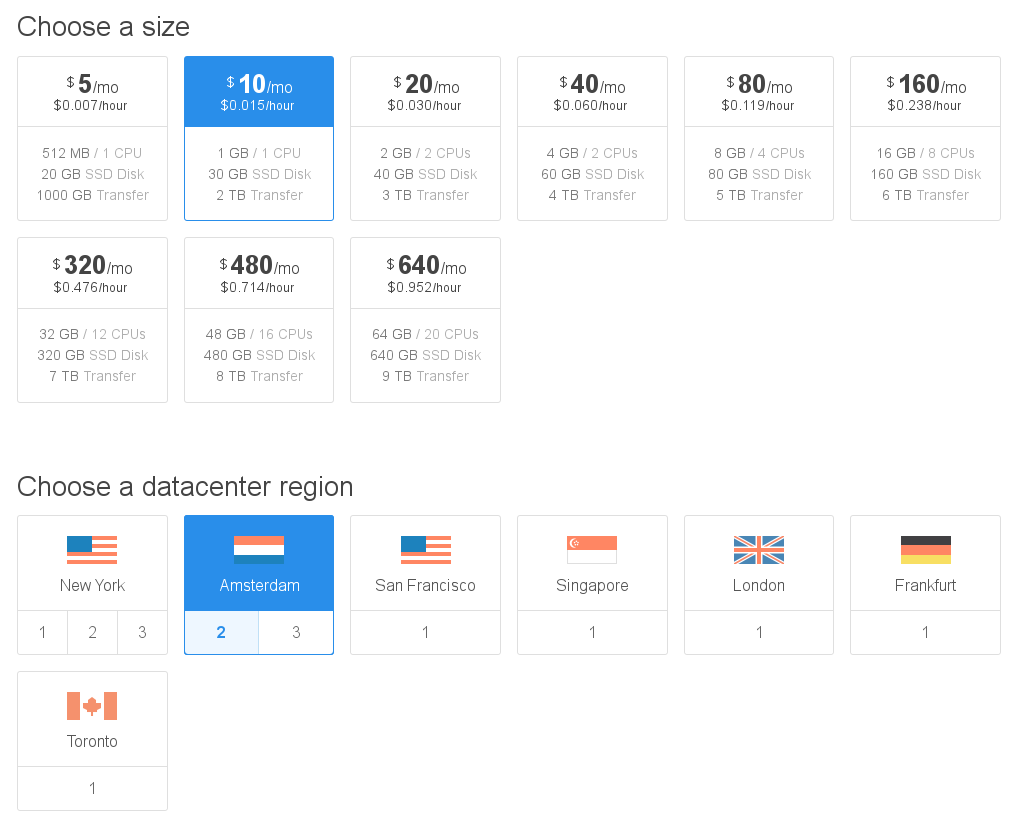 Choose a size
$ 5/mo
$0.007/hour
512 MB / 1 CPU
20 GB SSD Disk
1000 GB Transfer
$ 10/mo
$0.015/hour
1 GB / 1 CPU
30 GB SSD Disk
2 TB Transfer
$ 20/mo
$0.030/hour
2 GB / 2 CPUs
40 GB SSD Disk
3 TB Transfer
$ 40/mo
$0.060/hour
4 GB / 2 CPUs
60 GB SSD Disk
4 TB Transfer
$ 80/mo
$0.119/hour
8 GB / 4 CPUs
80 GB SSD Disk
5 TB Transfer
$ 160/mo
$0.238/hour
16 GB / 8 CPUs
160 GB SSD Disk
6 TB Transfer
$ 320/mo
$0.476/hour
32 GB / 12 CPUs
320 GB SSD Disk
7 TB Transfer
$ 480/mo
$0.714/hour
48 GB / 16 CPUs
480 GB SSD Disk
8 TB Transfer
$ 640/mo
$0.952/hour
64 GB / 20 CPUs
640 GB SSD Disk
9 TB Transfer
Choose a datacenter region
New York
1 2 3
Amsterdam
2 3
San Francisco
1
Singapore
1
London
1
Frankfurt
1
Toronto
1